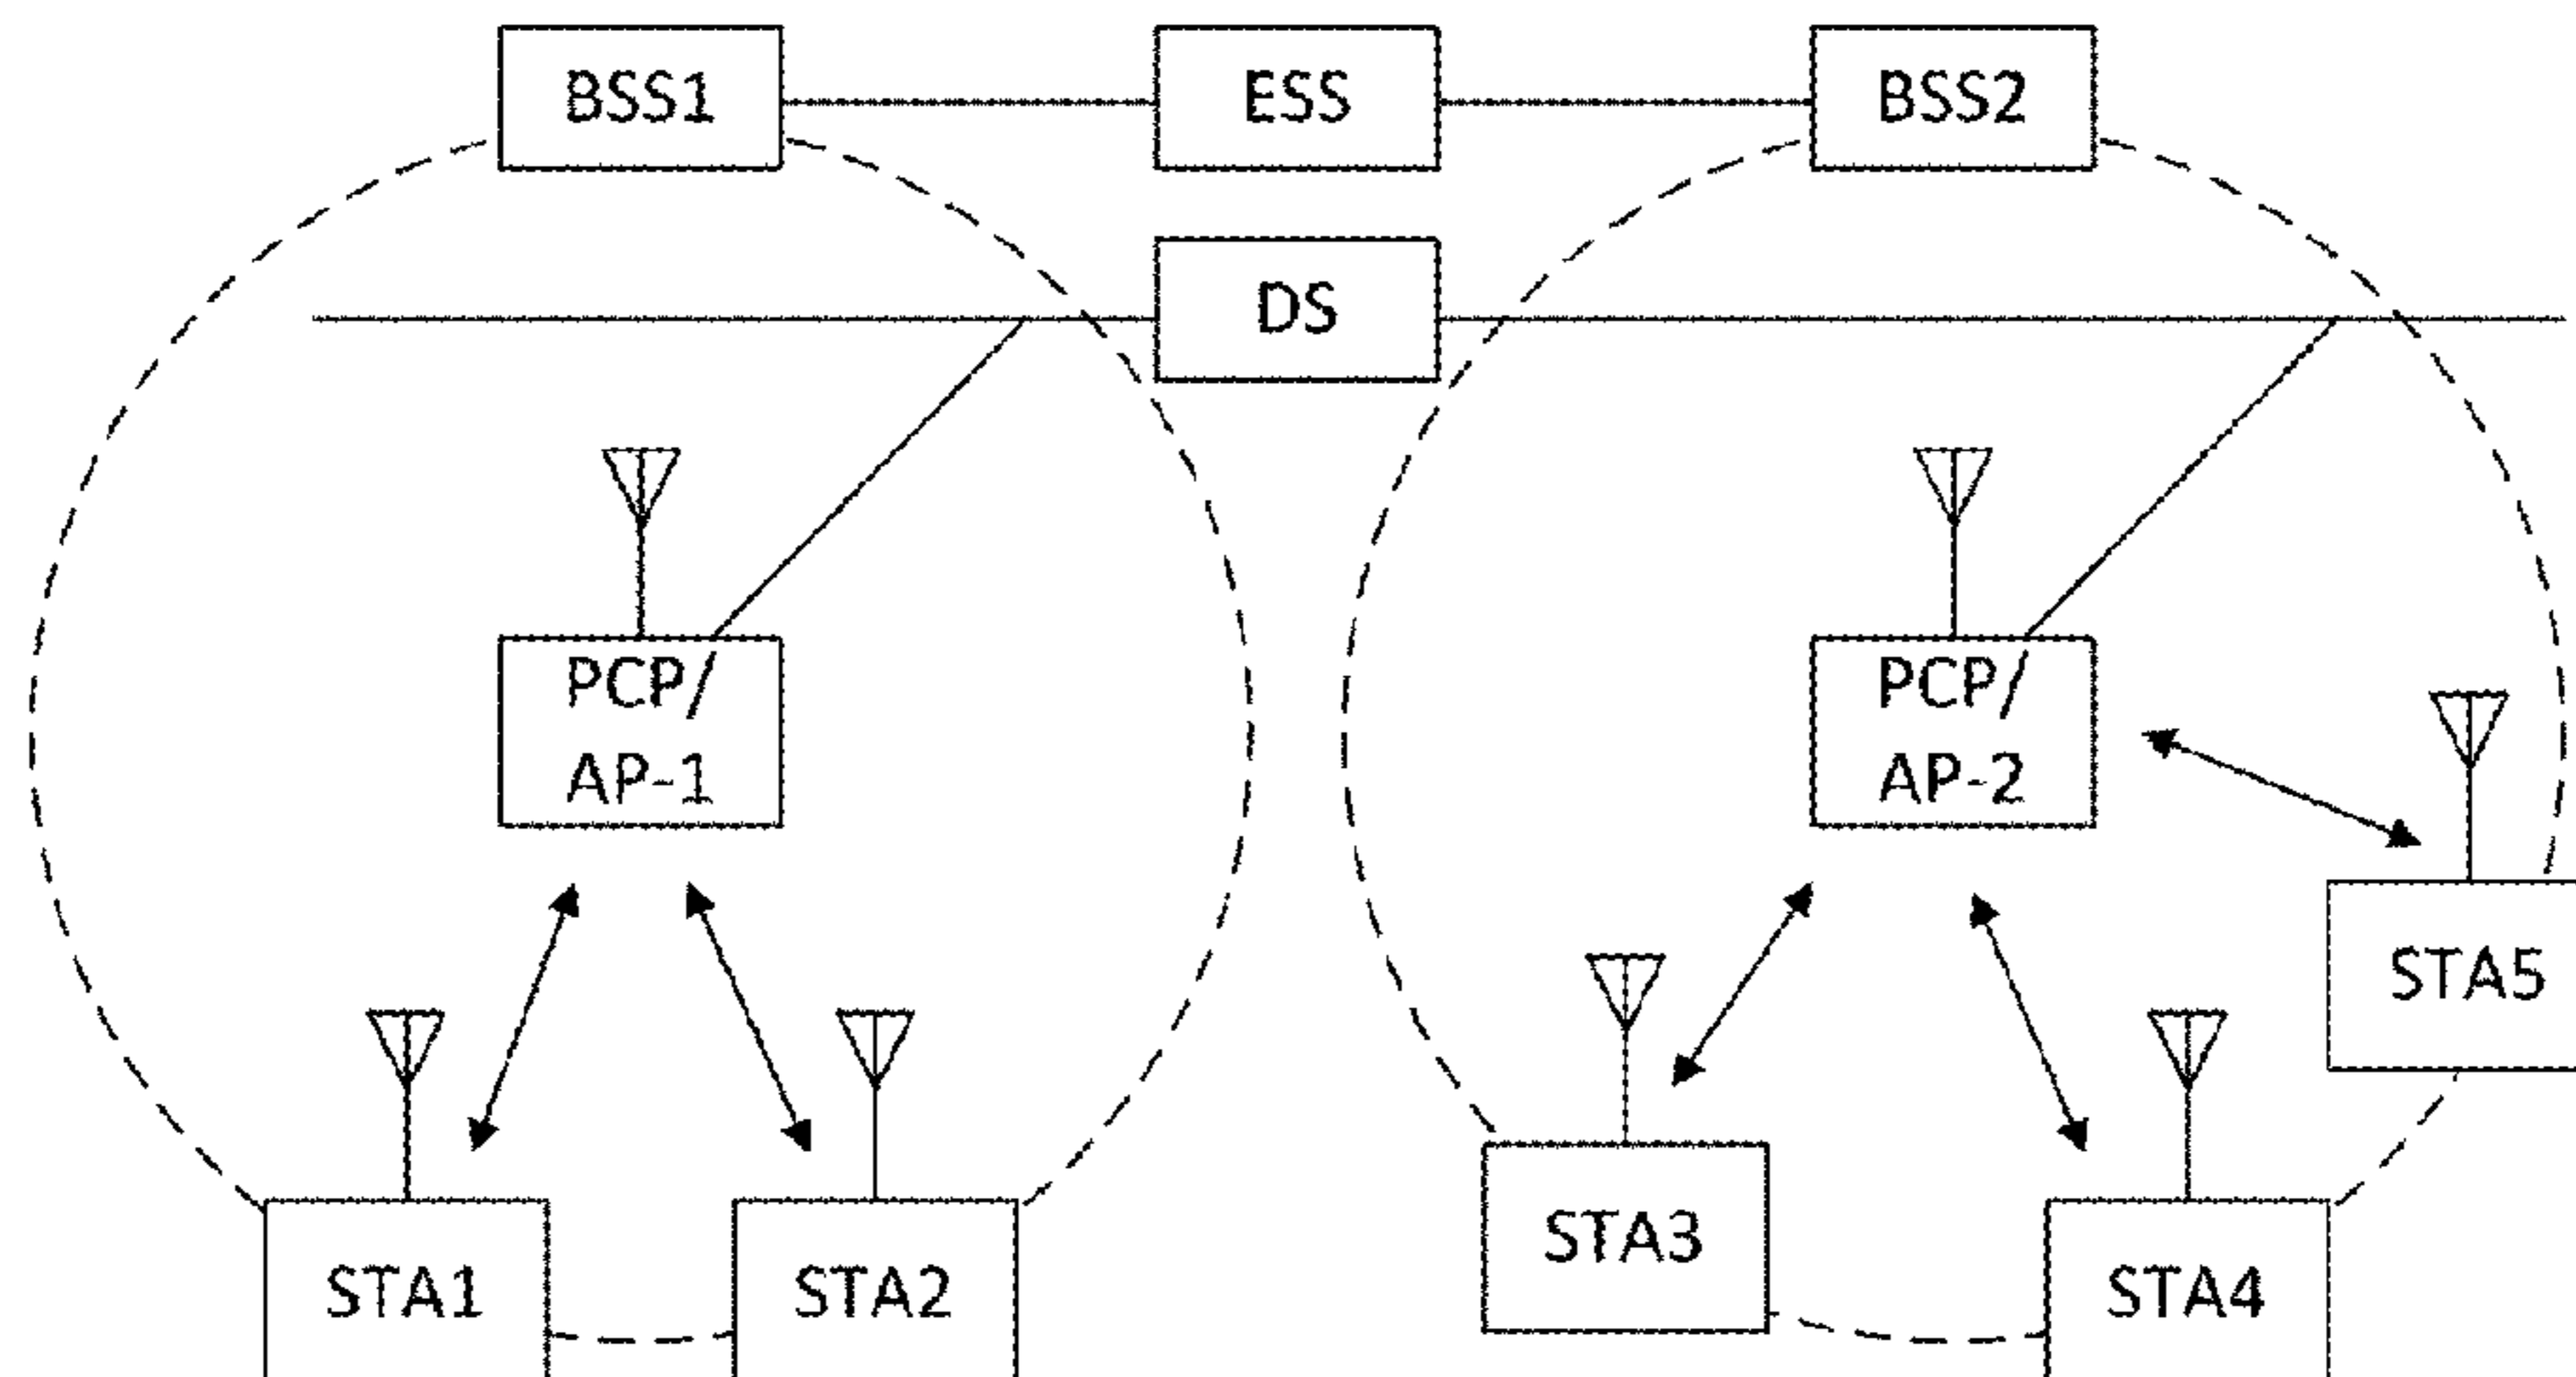 BSS1
ESS
BSS2
DS
PCP/
AP-1
PCP/
AP-2
STA5
STA3
STA1
STA2
STA4